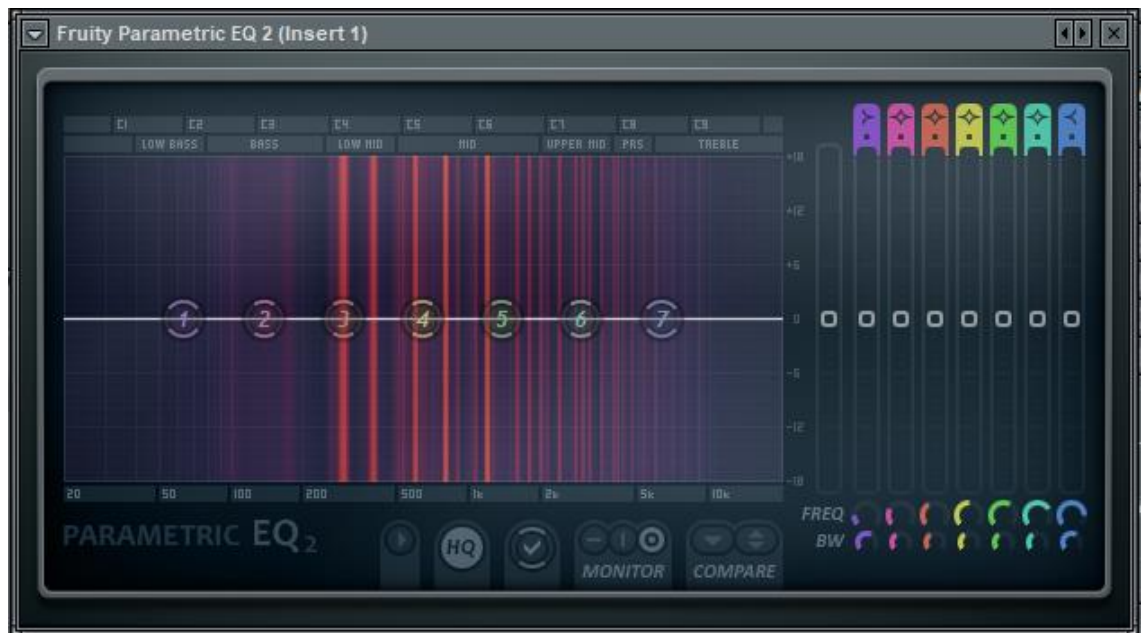 Fruity Parametric EQ 2 (Insert 1)
C1 C2 C3 C4 C5 C6 C7 C8 C9
LOW BASS BASS LOW MID MID UPPER MID PRS TREBLE
+18
+12
+6
1 2 3 4 5 6 7 0
-6
-12
-18
20 50 100 200 500 1k 2k 5k 10k
FREQ
PARAMETRIC EQ 2 HQ BW
MONITOR COMPARE